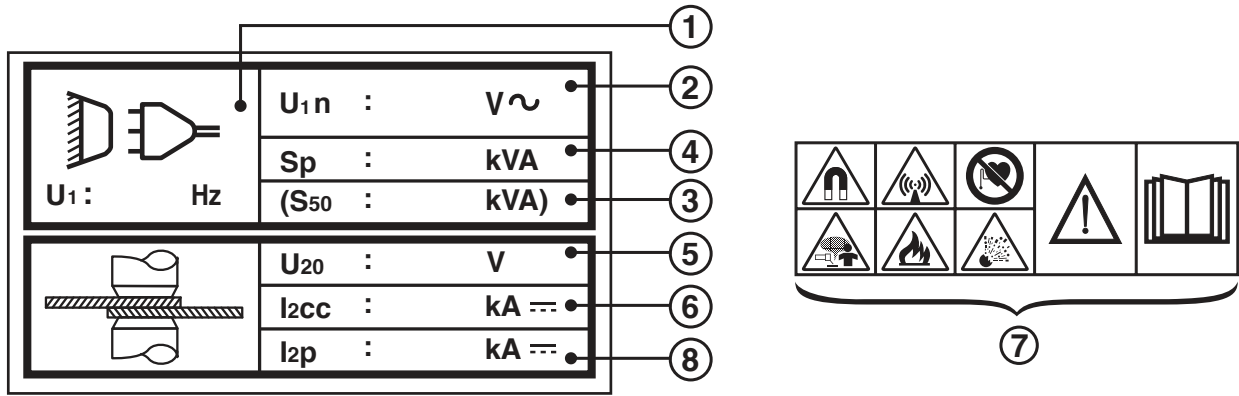 1
U1n : V~ 2
Sp : kVA 4
U1: Hz
(S50 : kVA) 3
U20 : V 5
I2cc : kA ⎓ 6
I2p : kA ⎓ 8
7